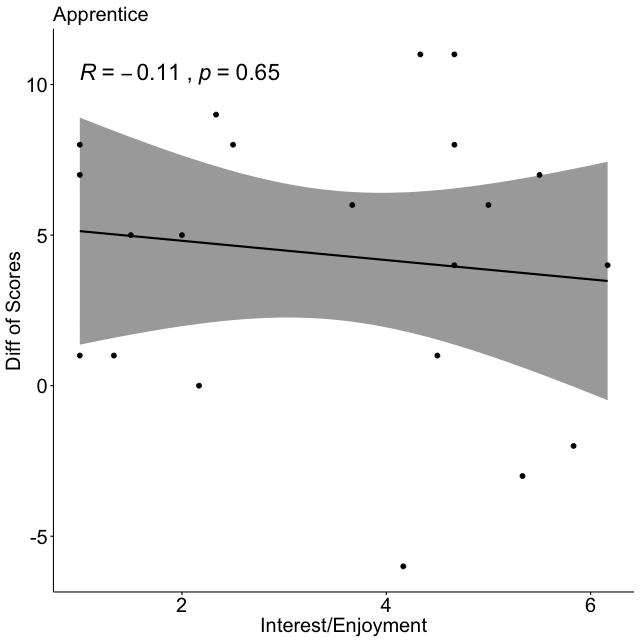 Apprentice
R = −0.11 , p = 0.65
10
5
0
-5
Diff of Scores
2 4 6
Interest/Enjoyment